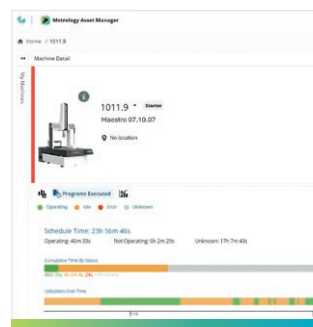 Metrology Asset Manager
Home / 1011.9
Machine Detail
My Machines
1011.9 Starter
Maestro 07.10.07
No location
Programs Executed
Operating Idle Error Unknown
Schedule Time: 23h 56m 46s
Operating: 46m 33s Not Operating: 6h 2m 29s Unknown: 17h 7m 43s
Cumulative Time By Status
Utilization Over Time